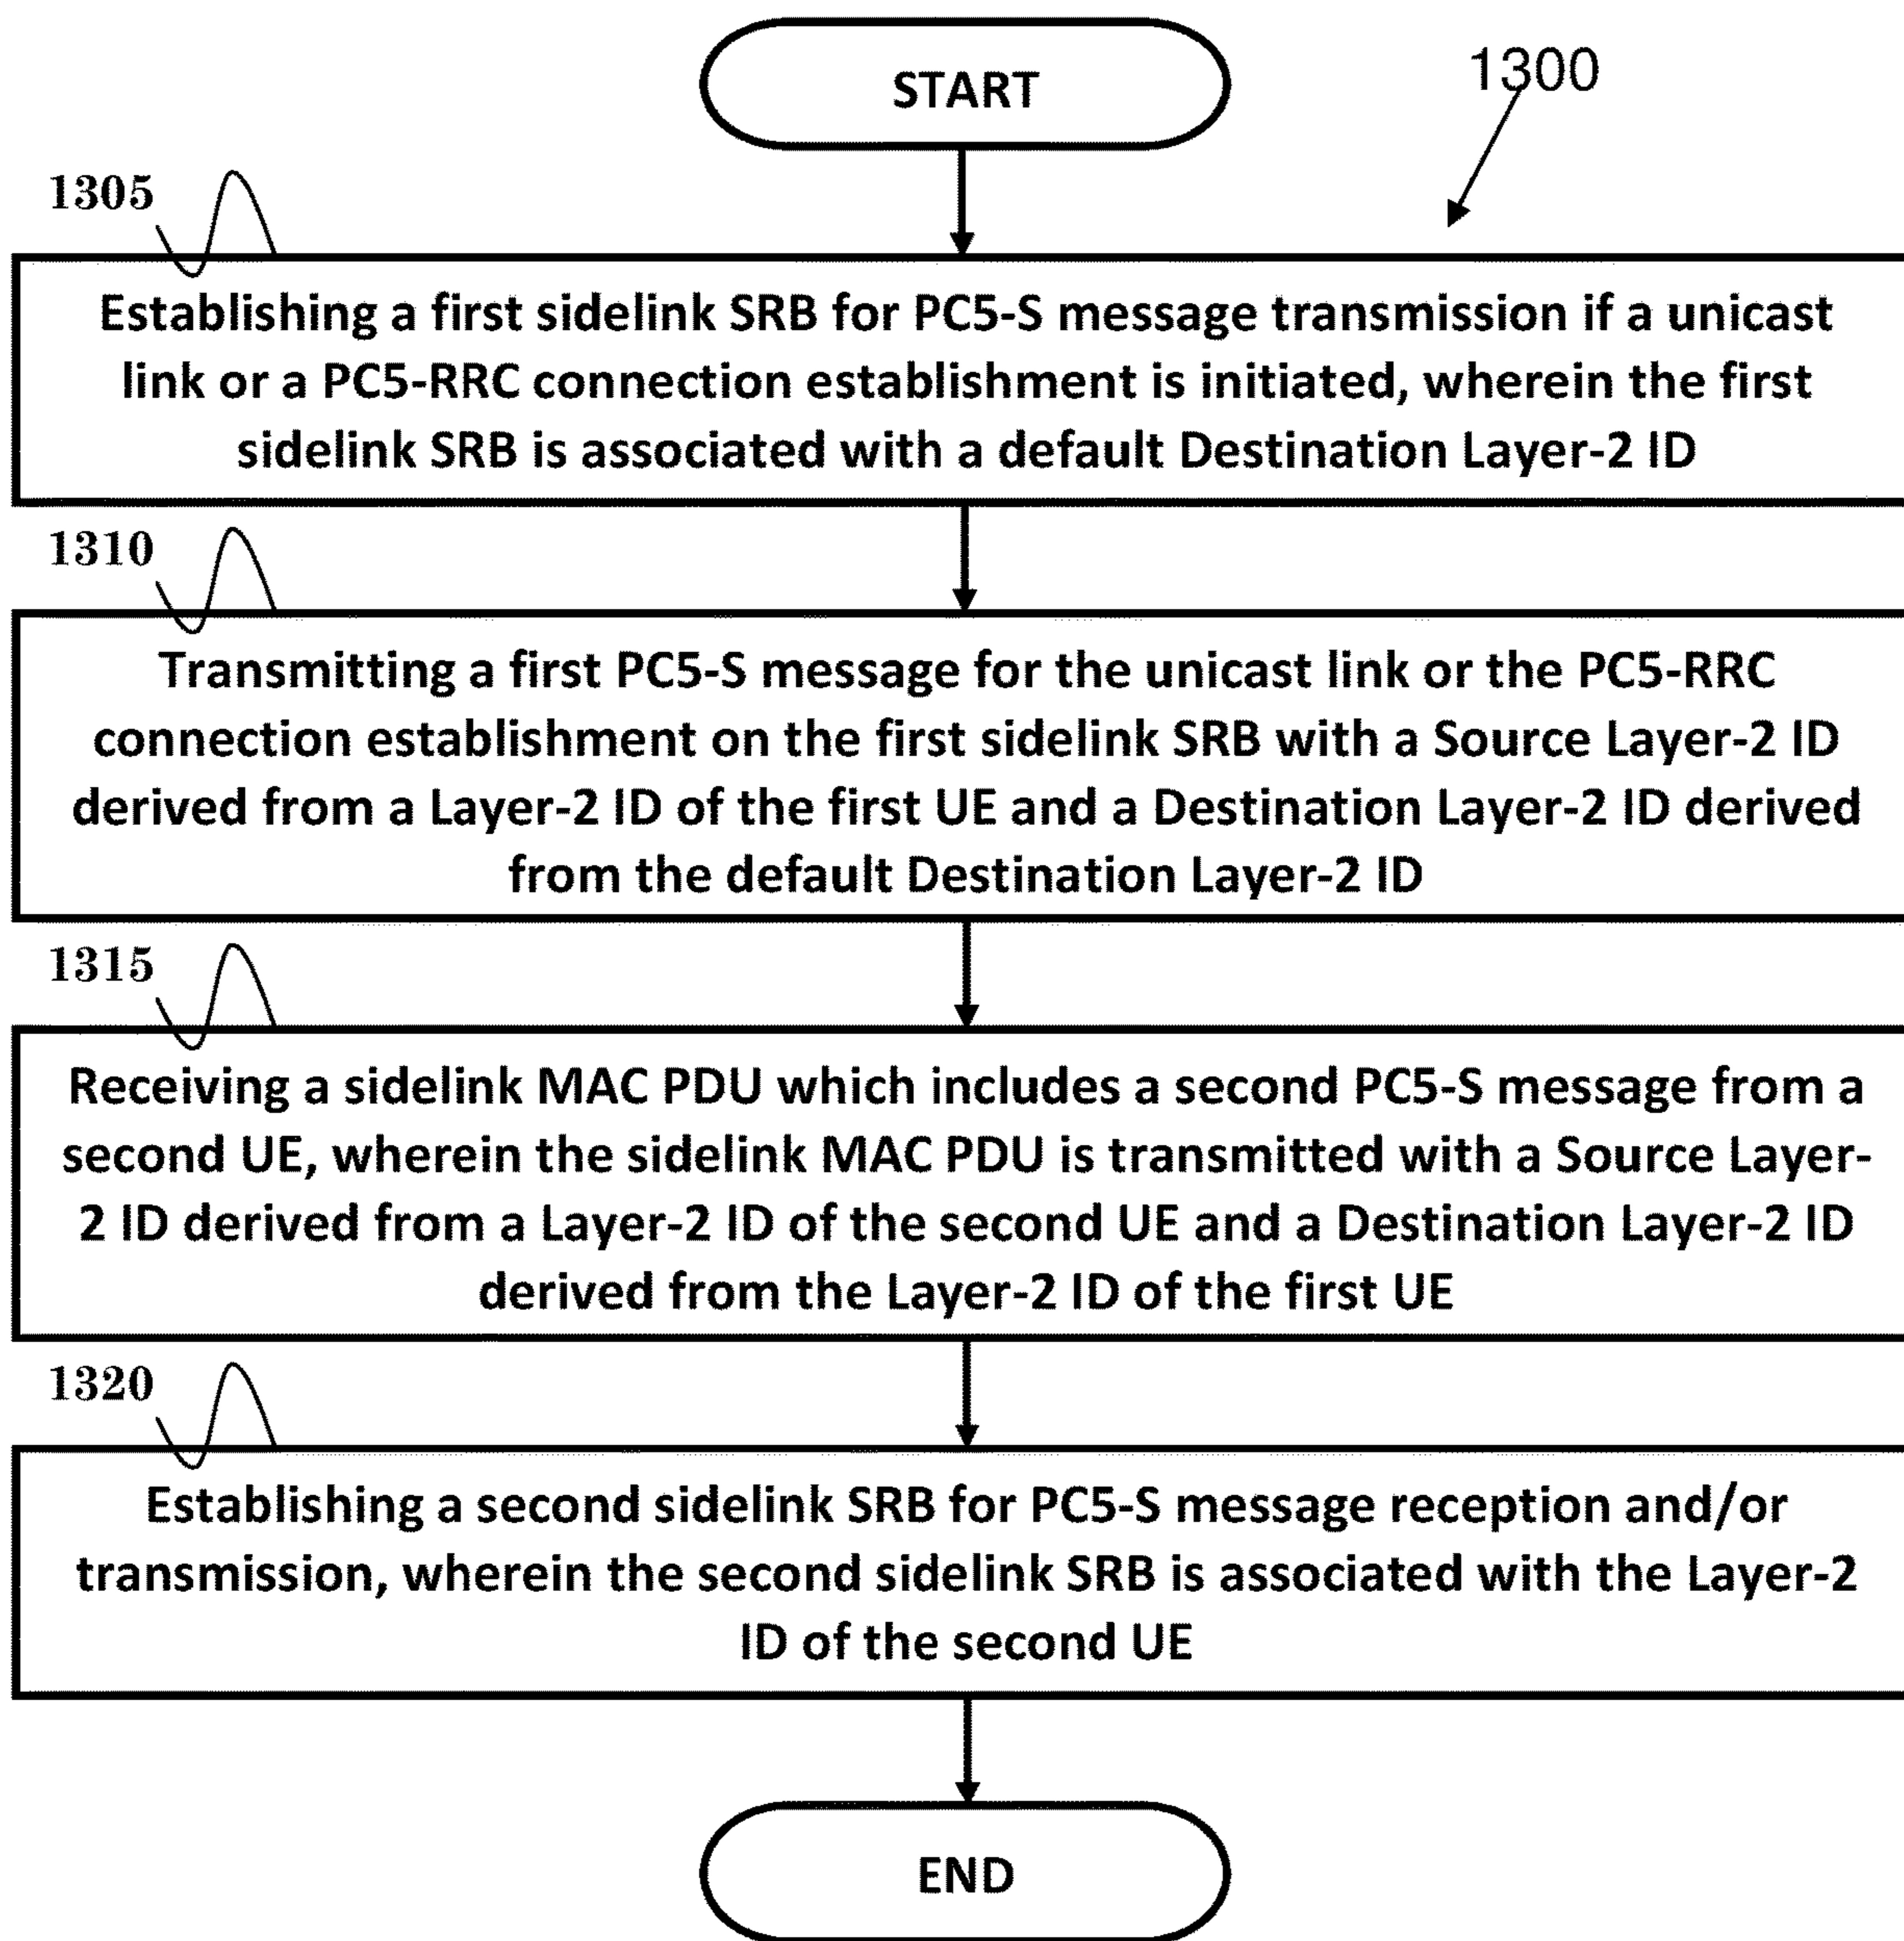 START
1300
1305
Establishing a first sidelink SRB for PC5-S message transmission if a unicast
link or a PC5-RRC connection establishment is initiated, wherein the first
sidelink SRB is associated with a default Destination Layer-2 ID
1310
Transmitting a first PC5-S message for the unicast link or the PC5-RRC
connection establishment on the first sidelink SRB with a Source Layer-2 ID
derived from a Layer-2 ID of the first UE and a Destination Layer-2 ID derived
from the default Destination Layer-2 ID
1315
Receiving a sidelink MAC PDU which includes a second PC5-S message from a
second UE, wherein the sidelink MAC PDU is transmitted with a Source Layer-
2 ID derived from a Layer-2 ID of the second UE and a Destination Layer-2 ID
derived from the Layer-2 ID of the first UE
1320
Establishing a second sidelink SRB for PC5-S message reception and/or
transmission, wherein the second sidelink SRB is associated with the Layer-2
ID of the second UE
END